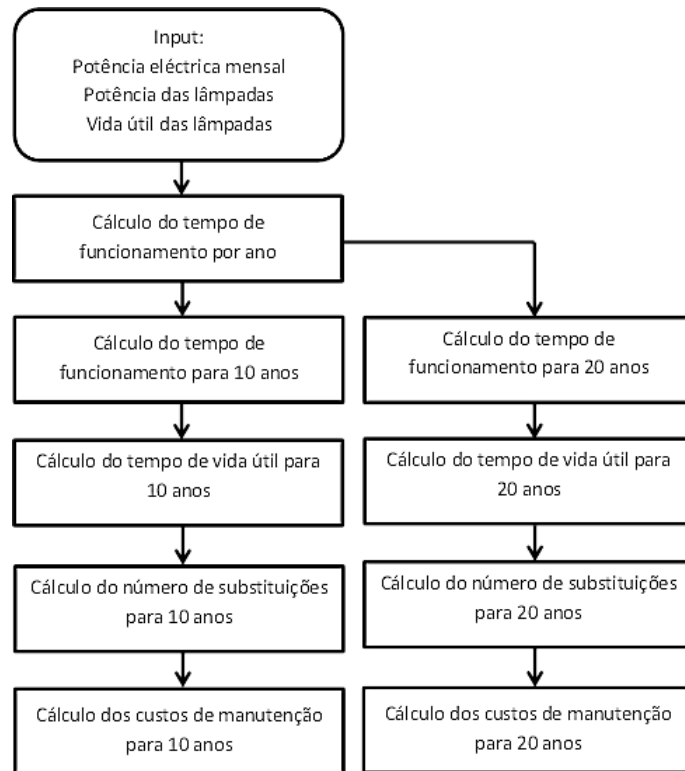 Input:
Potência eléctrica mensal
Potência das lâmpadas
Vida útil das lâmpadas
Cálculo do tempo de
funcionamento por ano
Cálculo do tempo de
funcionamento para 10 anos
Cálculo do tempo de vida útil para
10 anos
Cálculo do número de substituições
para 10 anos
Cálculo dos custos de manutenção
para 10 anos
Cálculo do tempo de
funcionamento para 20 anos
Cálculo do tempo de vida útil para
20 anos
Cálculo do número de substituições
para 20 anos
Cálculo dos custos de manutenção
para 20 anos